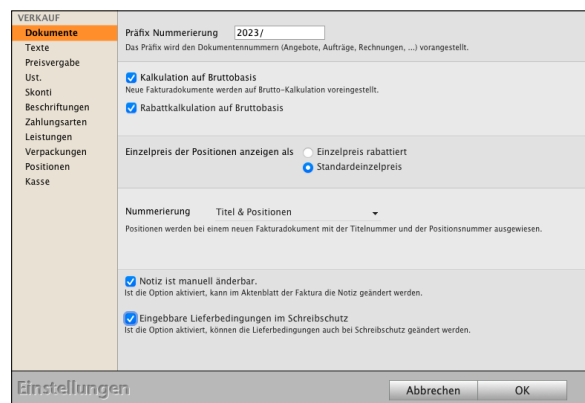 VERKAUF
Dokumente
Texte
Preisvergabe
Ust.
Skonti
Beschriftungen
Zahlungsarten
Leistungen
Verpackungen
Positionen
Kasse
Präfix Nummerierung 2023/
Das Präfix wird den Dokumentennummern (Angebote, Aufträge, Rechnungen, ...) vorangestellt.
Kalkulation auf Bruttobasis
Neue Fakturadokumente werden auf Brutto-Kalkulation voreingestellt.
Rabattkalkulation auf Bruttobasis
Einzelpreis der Positionen anzeigen als Einzelpreis rabattiert
Standardeinzelpreis
Nummerierung Titel & Positionen
Positionen werden bei einem neuen Fakturadokument mit der Titelnummer und der Positionsnummer ausgewiesen.
Notiz ist manuell änderbar.
Ist die Option aktiviert, kann im Aktenblatt der Faktura die Notiz geändert werden.
Eingebbare Lieferbedingungen im Schreibschutz
Ist die Option aktiviert, können die Lieferbedingungen auch bei Schreibschutz geändert werden.
Einstellungen
Abbrechen OK